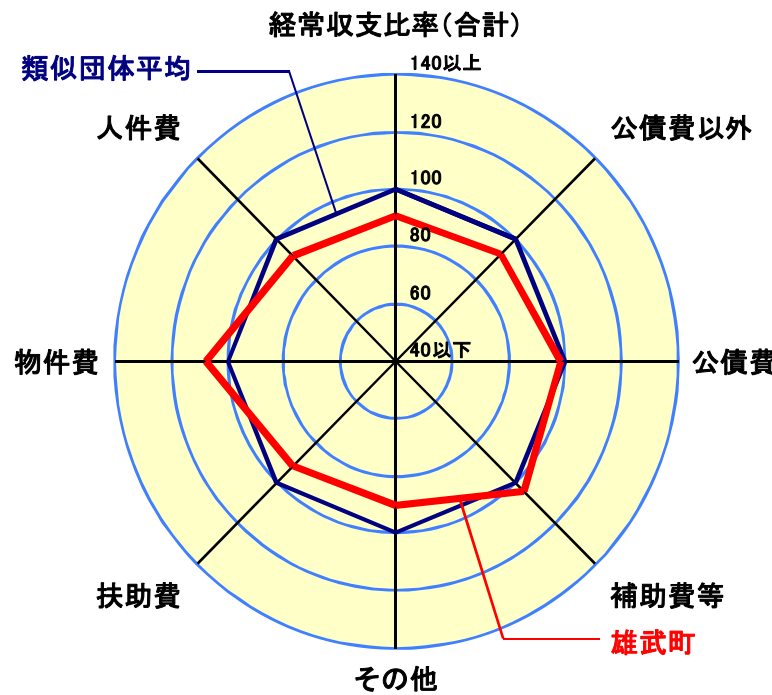 経常収支比率（合計）
類似団体平均
140以上
人件費
120
公債費以外
100
80
60
40以下
物件費
公債費
扶助費
補助費等
雄武町
その他